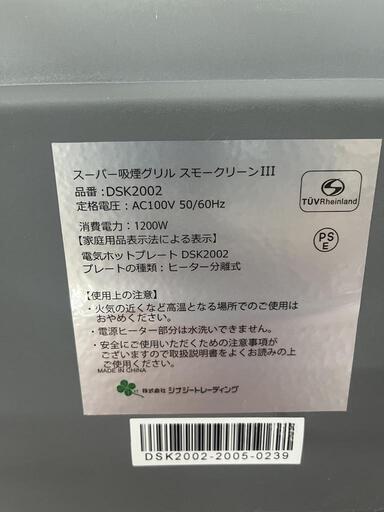 スーパー吸煙グリル スモークリーンIII
品番:DSK2002
定格電圧:AC100V 50/60Hz
消費電力:1200W
【家庭用品表示法による表示】
電気ホットプレート DSK2002
プレートの種類:ヒーター分離式
TÜVRheinland
PS
E
【使用上の注意】
・火気の近くなど高温となる場所でのご使用は
おやめください。
・電源ヒーター部分は水洗いできません。
・安全にご使用いただくための注意事項が
ございますので取扱説明書をよくお読みの上
ご使用ください。
MADE IN CHINA
株式会社 シナジートレーディング
DSK2002-2005-0239